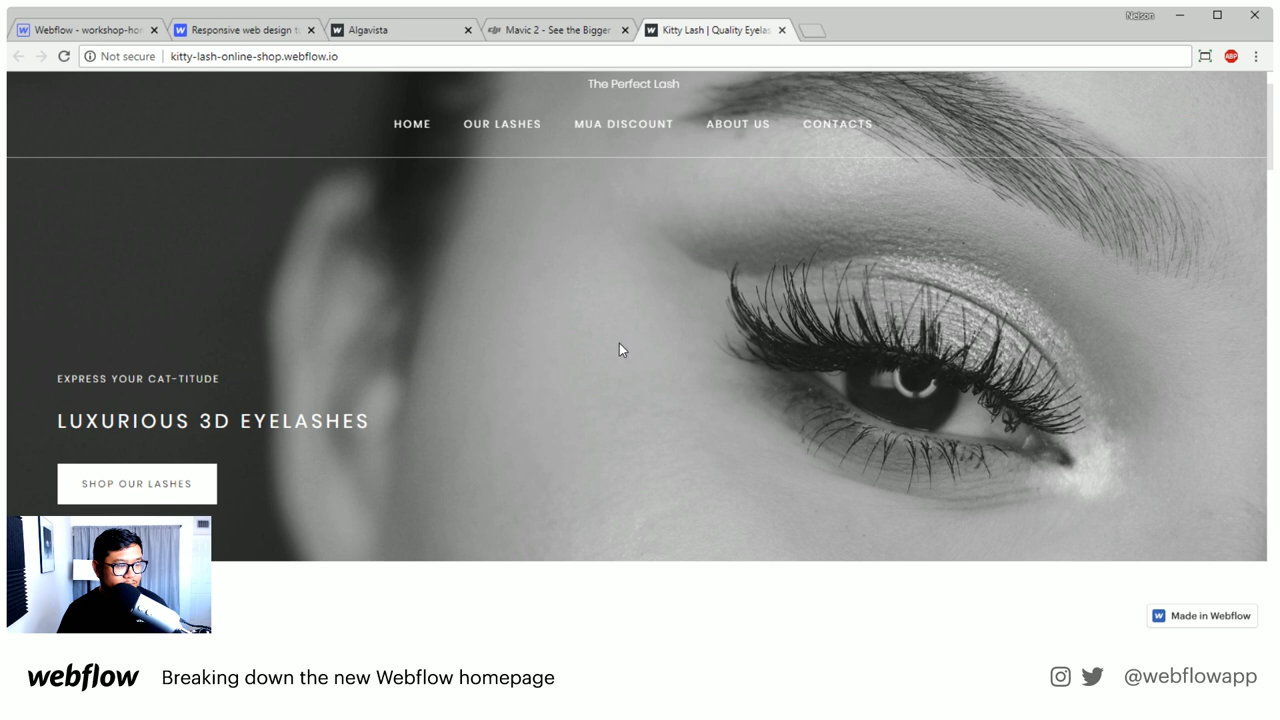 Nelson
Webflow - workshop-ho
Responsive web design t
Algavista
Mavic 2 - See the Bigger
Kitty Lash | Quality Eyela
Not secure
kitty-lash-online-shop.webflow.io
ABP
The Perfect Lash
HOME
OUR LASHES
MUA DISCOUNT
ABOUT US
CONTACTS
EXPRESS YOUR CAT-TITUDE
LUXURIOUS 3D EYELASHES
SHOP OUR LASHES
Made in Webflow
webflow
Breaking down the new Webflow homepage
@webflowapp